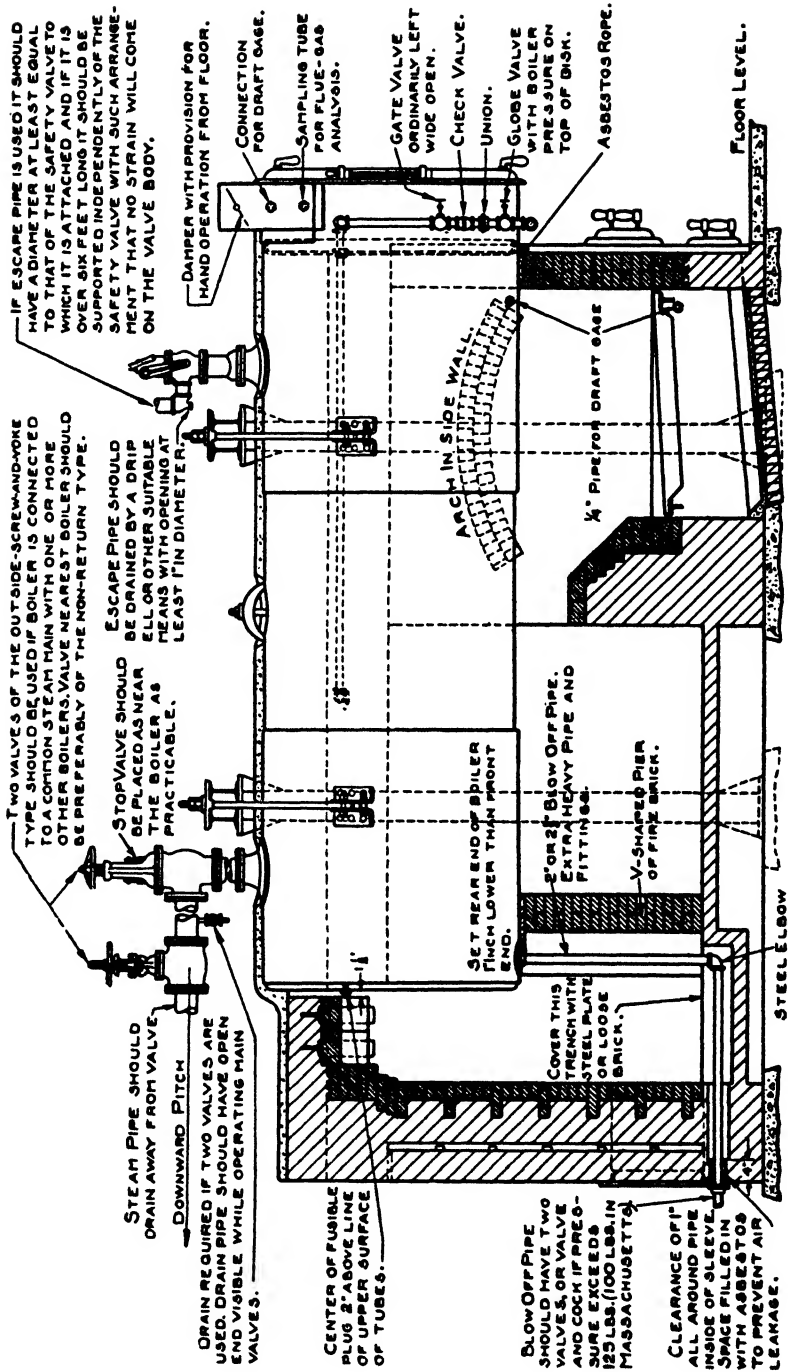 TWO VALVES OF THE OUTSIDE-SCREW-AND-YOKE
TYPE SHOULD BE USED IF BOILER IS CONNECTED
TO A COMMON STEAM MAIN WITH ONE OR MORE
OTHER BOILERS. VALVE NEAREST BOILER SHOULD
BE PREFERABLY OF THE NON-RETURN TYPE.
IF ESCAPE PIPE IS USED IT SHOULD
HAVE A DIAMETER AT LEAST EQUAL
TO THAT OF THE SAFETY VALVE TO
WHICH IT IS ATTACHED AND IF IT IS
OVER SIX FEET LONG IT SHOULD BE
SUPPORTED INDEPENDENTLY OF THE
SAFETY VALVE WITH SUCH ARRANGE-
MENT THAT NO STRAIN WILL COME
ON THE VALVE BODY.
STEAM PIPE SHOULD
DRAIN AWAY FROM VALVE
DOWNWARD PITCH
STOP VALVE SHOULD
BE PLACED AS NEAR
THE BOILER AS
PRACTICABLE.
ESCAPE PIPE SHOULD
BE DRAINED BY A DRIP
ELL OR OTHER SUITABLE
MEANS WITH OPENING AT
LEAST 1" IN DIAMETER.
DAMPER WITH PROVISION FOR
HAND OPERATION FROM FLOOR.
CONNECTION
FOR DRAFT GAGE.
SAMPLING TUBE
FOR FLUE-GAS
ANALYSIS.
DRAIN REQUIRED IF TWO VALVES ARE
USED. DRAIN PIPE SHOULD HAVE OPEN
END VISIBLE WHILE OPERATING MAIN
VALVES.
GATE VALVE
ORDINARILY LEFT
WIDE OPEN.
CHECK VALVE.
UNION.
GLOBE VALVE
WITH BOILER
PRESSURE ON
TOP OF DISK.
ASBESTOS ROPE.
CENTER OF FUSIBLE
PLUG 2" ABOVE LINE
OF UPPER SURFACE
OF TUBES.
SET REAR END OF BOILER
INCH LOWER THAN FRONT
END.
ARCH IN SIDE WALL.
2" OR 2½" BLOW OFF PIPE.
EXTRA HEAVY PIPE AND
FITTINGS.
¼" PIPE FOR DRAFT GAGE
V-SHAPED PIER
OF FIRE BRICK.
COVER THIS
TRENCH WITH
STEEL PLATE
OR LOOSE
BRICK.
BLOW OFF PIPE
SHOULD HAVE TWO
VALVES, OR VALVE
AND COCK IF PRES-
SURE EXCEEDS
125 LBS. (100 LBS. IN
MASSACHUSETTS)
CLEARANCE OF 1"
ALL AROUND PIPE
INSIDE OF SLEEVE.
SPACE FILLED IN
WITH ASBESTOS
TO PREVENT AIR
LEAKAGE.
4"
STEEL ELBOW
FLOOR LEVEL.